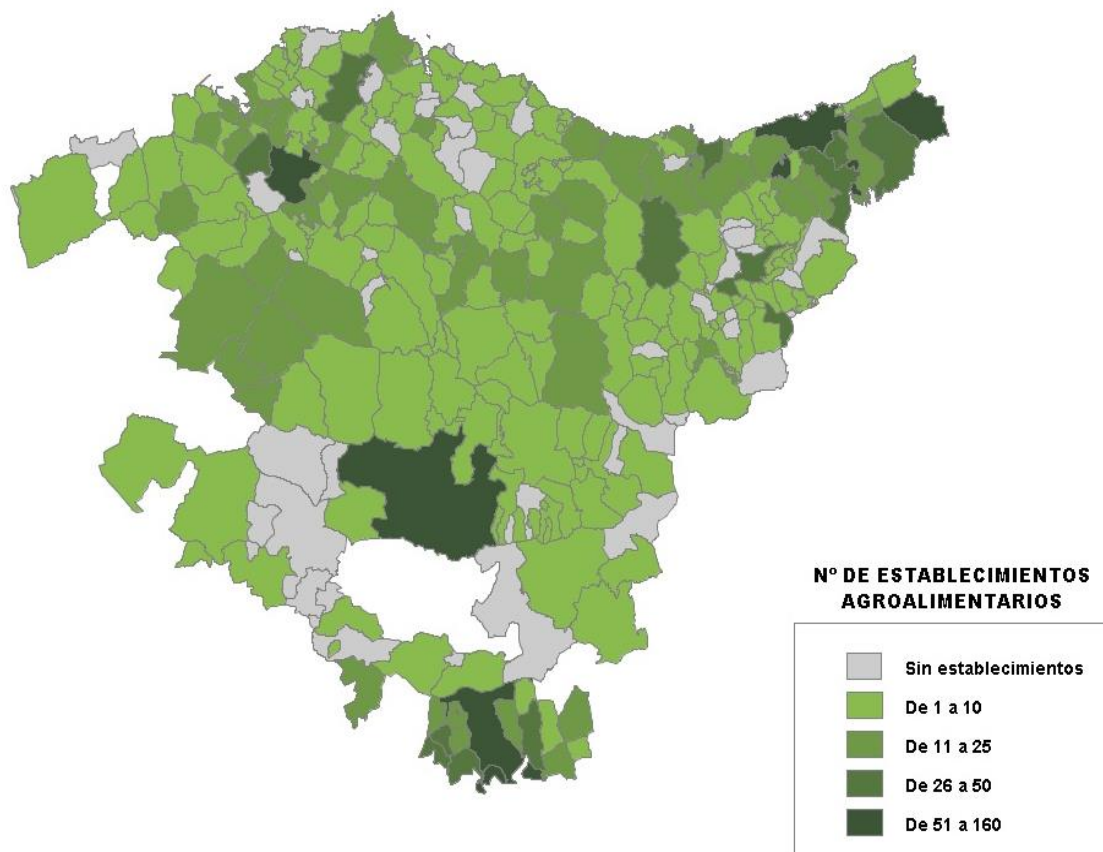 Nº DE ESTABLECIMIENTOS
AGROALIMENTARIOS
Sin establecimientos
De 1 a 10
De 11 a 25
De 26 a 50
De 51 a 160